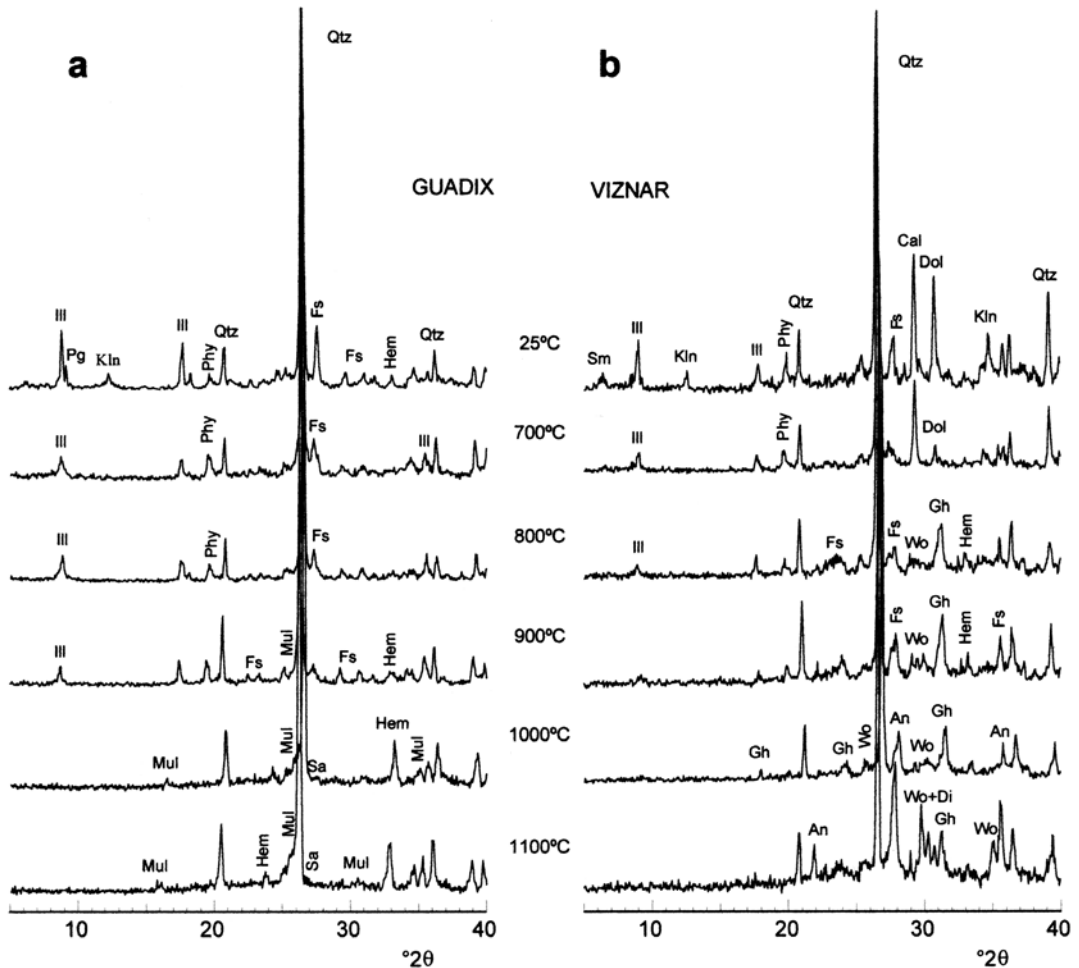 a
Qtz
b
Qtz
GUADIX
VIZNAR
Ill
Pg
Kln
Ill
Phy
Qtz
Fs
Fs
Hem
Qtz
25ºC
Sm
Ill
Kln
Ill
Phy
Qtz
Fs
Cal
Dol
Kln
Qtz
Ill
Phy
Fs
Ill
700ºC
Ill
Phy
Dol
Ill
Phy
Fs
800ºC
Ill
Fs
Fs
Wo
Gh
Hem
Ill
Fs
Mul
Fs
Hem
900ºC
Fs
Wo
Gh
Hem
Fs
Mul
Mul
Sa
Hem
Mul
1000ºC
Gh
Gh
Wo
An
Wo
Gh
An
Mul
Hem
Mul
Sa
Mul
1100ºC
An
Wo+Di
Gh
Wo
10 20 30 40
10 20 30 40
°2θ
°2θ